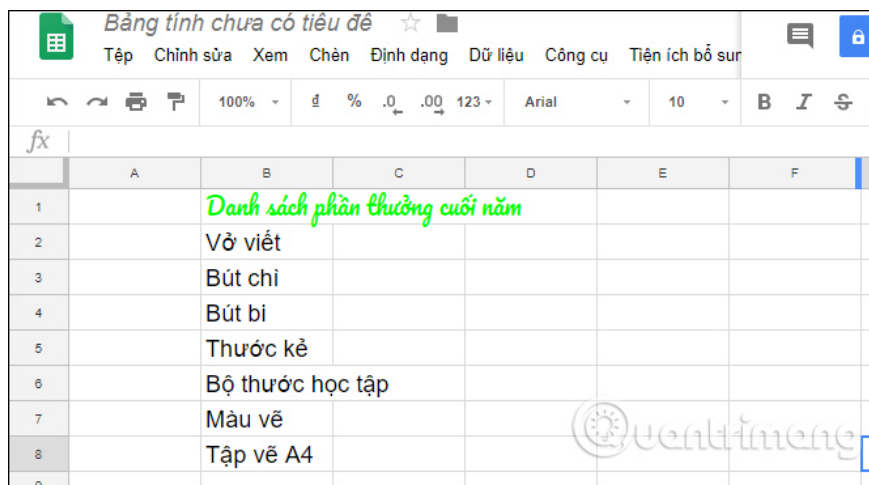 Bảng tính chưa có tiêu đề
Tệp Chỉnh sửa Xem Chèn Định dạng Dữ liệu Công cụ Tiện ích bổ sur
100% đ % .0 .00 123 Arial 10 B I S
fx
A B C D E F
1 Danh sách phần thưởng cuối năm
2 Vở viết
3 Bút chì
4 Bút bi
5 Thước kẻ
6 Bộ thước học tập
7 Màu vẽ
8 Tập vẽ A4
Quantrimang